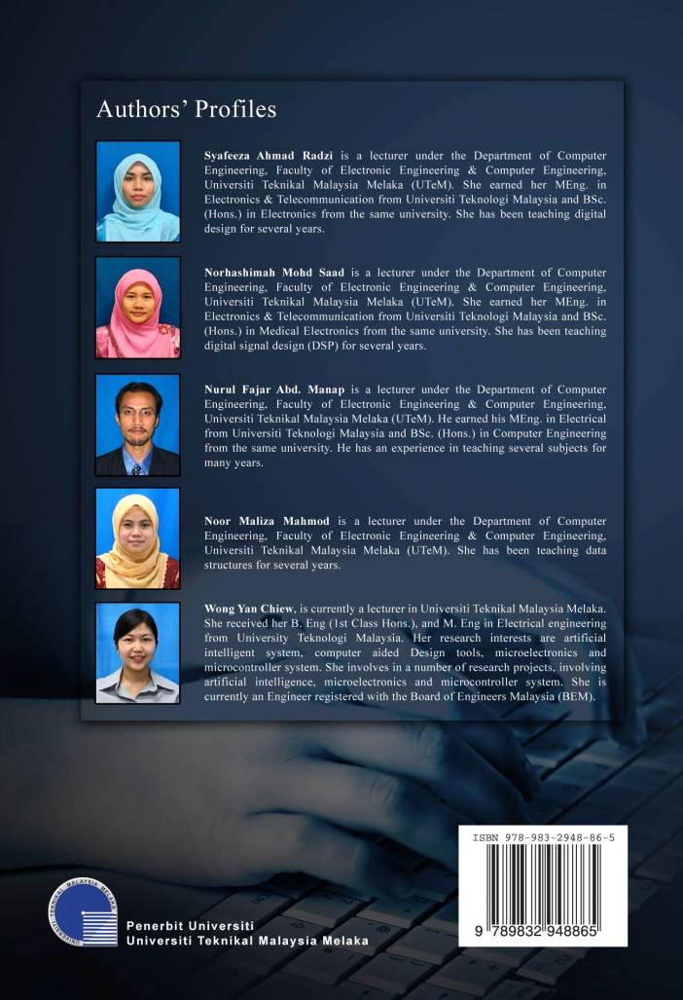 Authors’ Profiles
Syafeeza Ahmad Radzi is a lecturer under the Department of Computer
Engineering, Faculty of Electronic Engineering & Computer Engineering,
Universiti Teknikal Malaysia Melaka (UTeM). She earned her MEng. in
Electronics & Telecommunication from Universiti Teknologi Malaysia and BSc.
(Hons.) in Electronics from the same university. She has been teaching digital
design for several years.
Norhashimah Mohd Saad is a lecturer under the Department of Computer
Engineering, Faculty of Electronic Engineering & Computer Engineering,
Universiti Teknikal Malaysia Melaka (UTeM). She earned her MEng. in
Electronics & Telecommunication from Universiti Teknologi Malaysia and BSc.
(Hons.) in Medical Electronics from the same university. She has been teaching
digital signal design (DSP) for several years.
Nurul Fajar Abd. Manap is a lecturer under the Department of Computer
Engineering, Faculty of Electronic Engineering & Computer Engineering,
Universiti Teknikal Malaysia Melaka (UTeM). He earned his MEng. in Electrical
from Universiti Teknologi Malaysia and BSc. (Hons.) in Computer Engineering
from the same university. He has an experience in teaching several subjects for
many years.
Noor Maliza Mahmod is a lecturer under the Department of Computer
Engineering, Faculty of Electronic Engineering & Computer Engineering,
Universiti Teknikal Malaysia Melaka (UTeM). She has been teaching data
structures for several years.
Wong Yan Chiew, is currently a lecturer in Universiti Teknikal Malaysia Melaka.
She received her B. Eng (1st Class Hons.), and M. Eng in Electrical engineering
from University Teknologi Malaysia. Her research interests are artificial
intelligent system, computer aided Design tools, microelectronics and
microcontroller system. She involves in a number of research projects, involving
artificial intelligence, microelectronics and microcontroller system. She is
currently an Engineer registered with the Board of Engineers Malaysia (BEM).
ISBN 978-983-2948-86-5
9 789832 948865
UNIVERSITI TEKNIKAL MALAYSIA MELAKA
Penerbit Universiti
Universiti Teknikal Malaysia Melaka